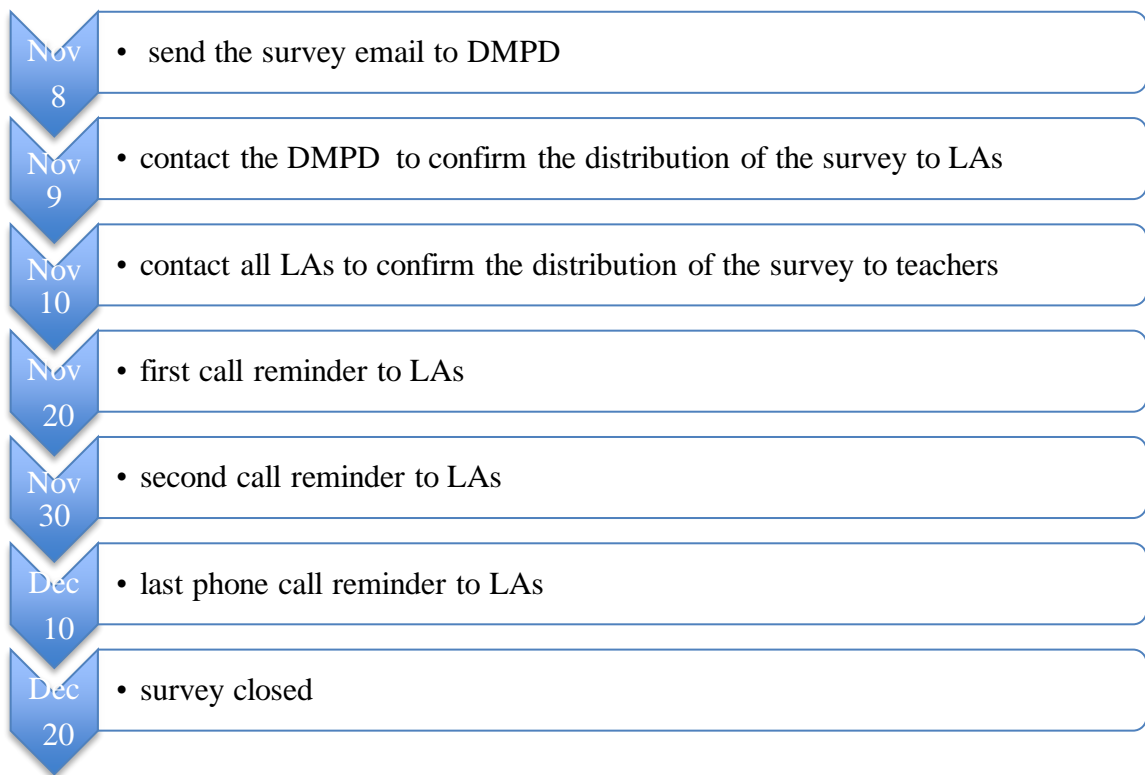 Nov
8
• send the survey email to DMPD
Nov
9
• contact the DMPD to confirm the distribution of the survey to LAs
Nov
10
• contact all LAs to confirm the distribution of the survey to teachers
Nov
20
• first call reminder to LAs
Nov
30
• second call reminder to LAs
Dec
10
• last phone call reminder to LAs
Dec
20
• survey closed